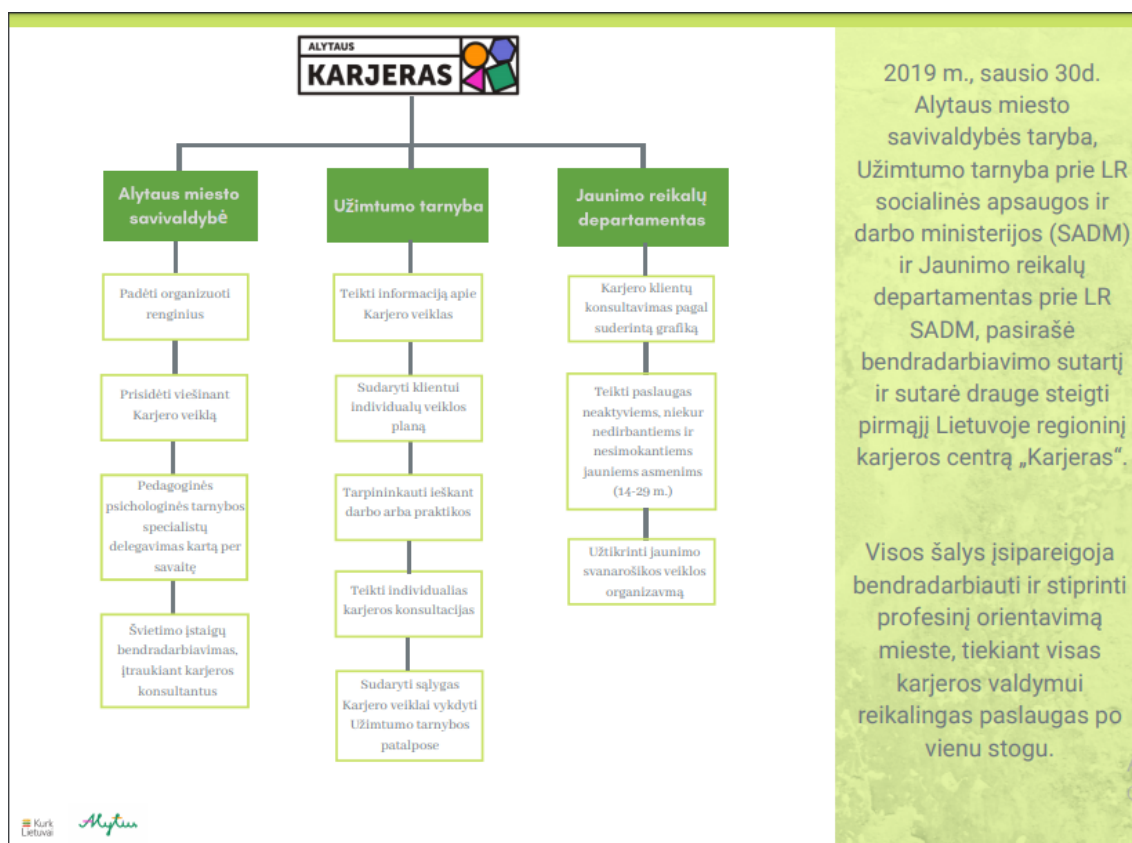 ALYTAUS
KARJERAS
Alytaus miesto
savivaldybė
Padėti organizuoti
renginius
Prisidėti viešinant
Karjero veiklą
Pedagoginės
psichologinės tarnybos
specialistų
delegavimas kartą per
savaitę
Švietimo įstaigų
bendradarbiavimas,
įtraukiant karjeros
konsultantus
Užimtumo tarnyba
Teikti informaciją apie
Karjero veiklas
Sudaryti klientui
individualų veiklos
planą
Tarpininkauti ieškant
darbo arba praktikos
Teikti individualias
karjeros konsultacijas
Sudaryti sąlygas
Karjero veiklai vykdyti
Užimtumo tarnybos
patalpose
Jaunimo reikalų
departamentas
Karjero klientų
konsultavimas pagal
suderintą grafiką
Teikti paslaugas
neaktyviems, niekur
nedirbantiems ir
nesimokantiems
jauniems asmenims
(14-29 m.)
Užtikrinti jaunimo
svanarošikos veiklos
organizavmą
2019 m., sausio 30d.
Alytaus miesto
savivaldybės taryba,
Užimtumo tarnyba prie LR
socialinės apsaugos ir
darbo ministerijos (SADM)
ir Jaunimo reikalų
departamentas prie LR
SADM, pasirašė
bendradarbiavimo sutartį
ir sutarė drauge steigti
pirmąjį Lietuvoje regioninį
karjeros centrą „Karjeras“.
Visos šalys įsipareigoja
bendradarbiauti ir stiprinti
profesinį orientavimą
mieste, tiekiant visas
karjeros valdymui
reikalingas paslaugas po
vienu stogu.
Kurk
Lietuvai
Alytus